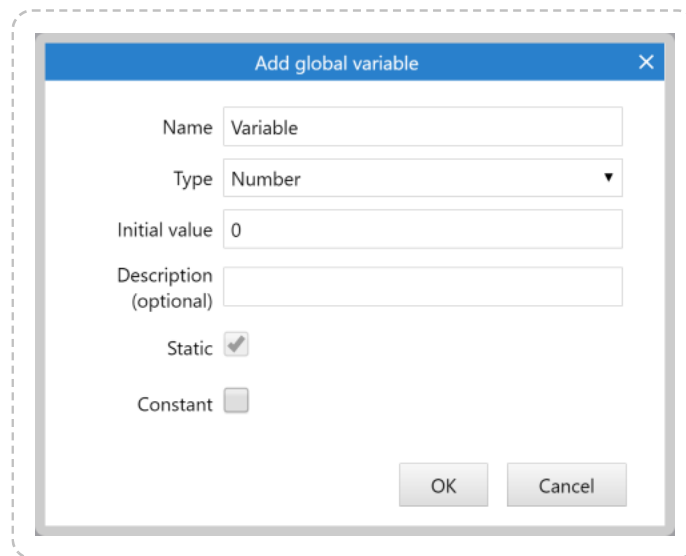 Add global variable
Name Variable
Type Number
Initial value 0
Description
(optional)
Static
Constant
OK Cancel